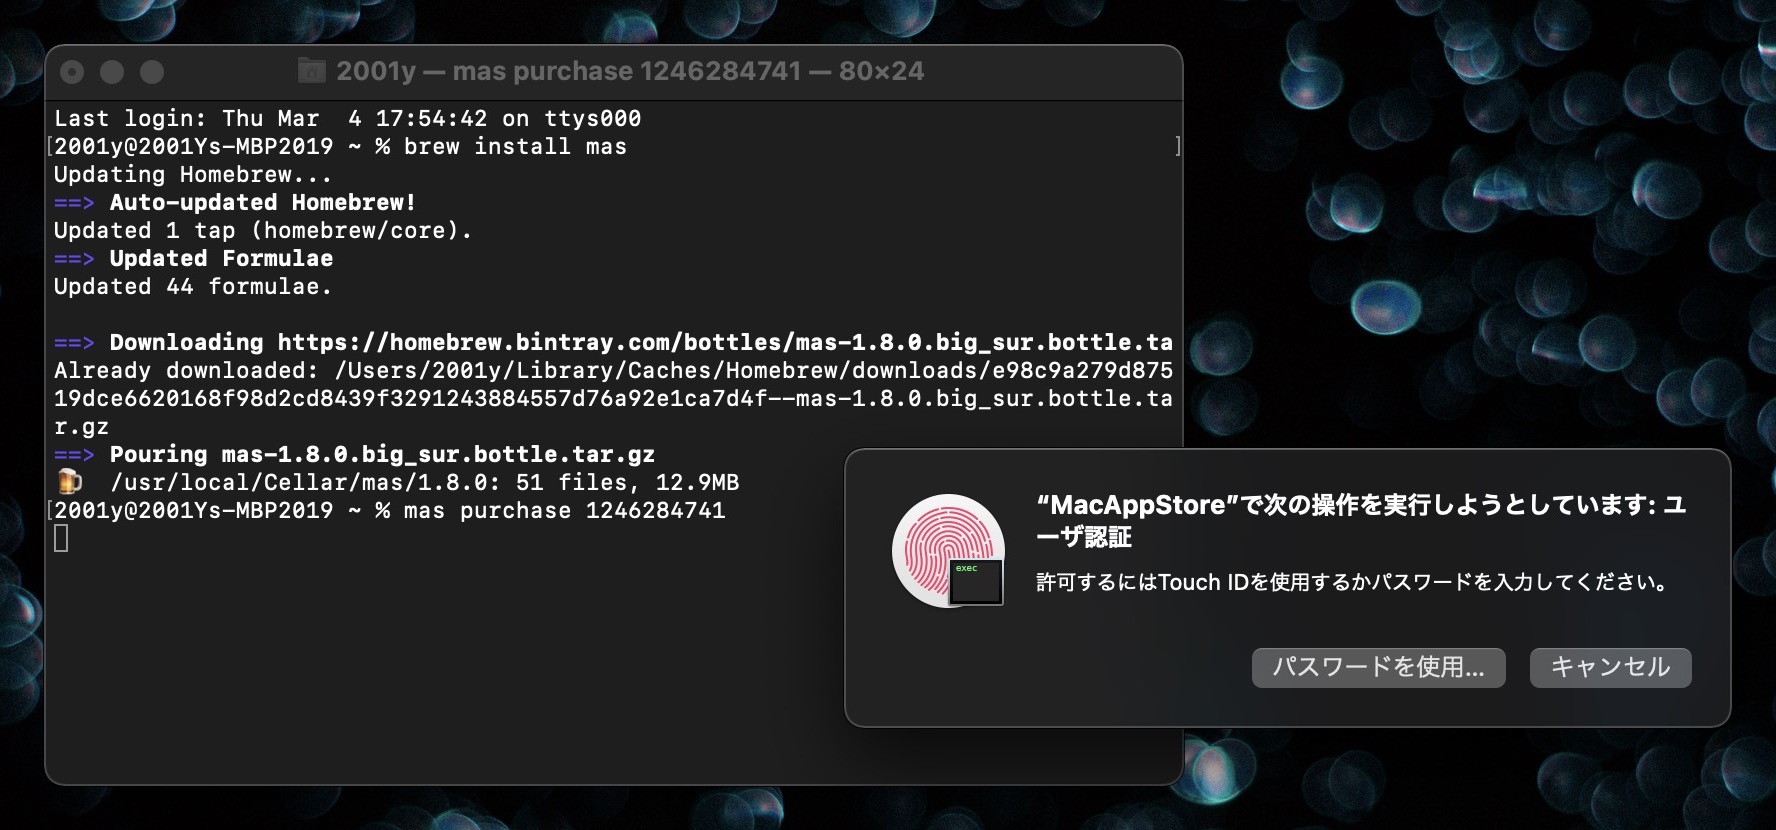 2001y — mas purchase 1246284741 — 80×24
Last login: Thu Mar  4 17:54:42 on ttys000
[2001y@2001Ys-MBP2019 ~ % brew install mas ]
Updating Homebrew...
==> Auto-updated Homebrew!
Updated 1 tap (homebrew/core).
==> Updated Formulae
Updated 44 formulae.
==> Downloading https://homebrew.bintray.com/bottles/mas-1.8.0.big_sur.bottle.ta
Already downloaded: /Users/2001y/Library/Caches/Homebrew/downloads/e98c9a279d875
19dce6620168f98d2cd8439f3291243884557d76a92e1ca7d4f--mas-1.8.0.big_sur.bottle.ta
r.gz
==> Pouring mas-1.8.0.big_sur.bottle.tar.gz
🍺  /usr/local/Cellar/mas/1.8.0: 51 files, 12.9MB
[2001y@2001Ys-MBP2019 ~ % mas purchase 1246284741
“MacAppStore”で次の操作を実行しようとしています: ユ
ーザ認証
exec
許可するにはTouch IDを使用するかパスワードを入力してください。
パスワードを使用...
キャンセル